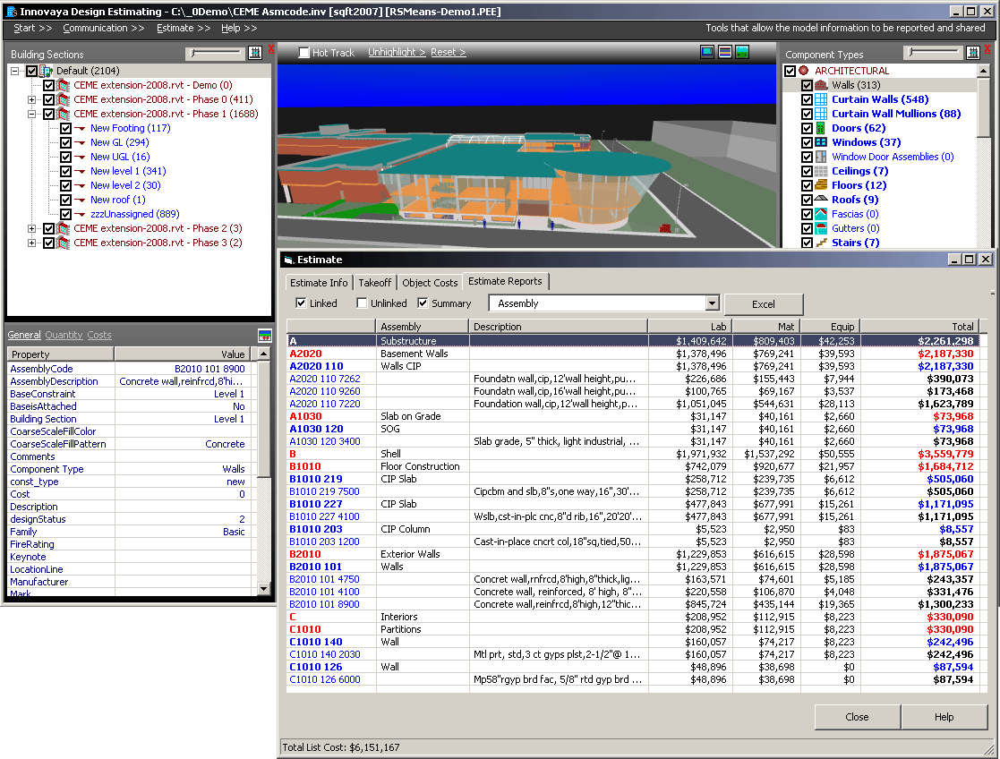 Innovaya Design Estimating - C:\_0Demo\CEME Asmcode.inv [sqft2007] [RSMeans-Demo1.PEE]
Start >> Communication >> Estimate >> Help >> Tools that allow the model information to be reported and shared
Building Sections
Default (2104)
CEME extension-2008.rvt - Demo (0)
CEME extension-2008.rvt - Phase 0 (411)
CEME extension-2008.rvt - Phase 1 (1688)
New Footing (117)
New GL (294)
New UGL (16)
New level 1 (341)
New level 2 (30)
New roof (1)
zzzUnassigned (889)
CEME extension-2008.rvt - Phase 2 (3)
CEME extension-2008.rvt - Phase 3 (2)
Hot Track Unhighlight > Reset >
Component Types
ARCHITECTURAL
Walls (313)
Curtain Walls (548)
Curtain Wall Mullions (88)
Doors (62)
Windows (37)
Window Door Assemblies (0)
Ceilings (7)
Floors (12)
Roofs (9)
Fascias (0)
Gutters (0)
Stairs (7)
General Quantity Costs
Property Value
AssemblyCode B2010 101 8900
AssemblyDescription Concrete wall,reinfrcd,8'hi...
BaseConstraint Level 1
BaseisAttached No
Building Section Level 1
CoarseScaleFillColor
CoarseScaleFillPattern Concrete
Comments
Component Type Walls
const_type new
Cost 0
Description
designStatus 2
Family Basic
FireRating
Keynote
LocationLine
Manufacturer
Mark
Estimate
Estimate Info Takeoff Object Costs Estimate Reports
Linked Unlinked Summary Assembly Excel
Assembly Description Lab Mat Equip Total
A Substructure $1,409,642 $809,403 $42,253 $2,261,298
A2020 Basement Walls $1,378,496 $769,241 $39,593 $2,187,330
A2020 110 Walls CIP $1,378,496 $769,241 $39,593 $2,187,330
A2020 110 7262 Foundatn wall,cip,12'wall height,pu... $226,686 $155,443 $7,944 $390,073
A2020 110 9260 Foundatn wall,cip,16'wall height,pu... $100,765 $69,167 $3,537 $173,468
A2020 110 7220 Foundation wall,cip,12'wall height,p... $1,051,045 $544,631 $28,113 $1,623,789
A1030 Slab on Grade $31,147 $40,161 $2,660 $73,968
A1030 120 SOG $31,147 $40,161 $2,660 $73,968
A1030 120 3400 Slab grade, 5" thick, light industrial, ... $31,147 $40,161 $2,660 $73,968
B Shell $1,971,932 $1,537,292 $50,555 $3,559,779
B1010 Floor Construction $742,079 $920,677 $21,957 $1,684,712
B1010 219 CIP Slab $258,712 $239,735 $6,612 $505,060
B1010 219 7500 Cipcbm and slb,8"s,one way,16",30'... $258,712 $239,735 $6,612 $505,060
B1010 227 CIP Slab $477,843 $677,991 $15,261 $1,171,095
B1010 227 4100 Wslb,cst-in-plc cnc,8"d rib,16",20'20'... $477,843 $677,991 $15,261 $1,171,095
B1010 203 CIP Column $5,523 $2,950 $83 $8,557
B1010 203 1200 Cast-in-place cncrt col,18"sq,tied,50... $5,523 $2,950 $83 $8,557
B2010 Exterior Walls $1,229,853 $616,615 $28,598 $1,875,067
B2010 101 Walls $1,229,853 $616,615 $28,598 $1,875,067
B2010 101 4750 Concret wall,rnfrcd,8'high,8"thick,lig... $163,571 $74,601 $5,185 $243,357
B2010 101 4100 Concrete wall, reinforced, 8' high, 8"... $220,558 $106,870 $4,048 $331,476
B2010 101 8900 Concrete wall,reinfrcd,8'high,12"thic... $845,724 $435,144 $19,365 $1,300,233
C Interiors $208,952 $112,915 $8,223 $330,090
C1010 Partitions $208,952 $112,915 $8,223 $330,090
C1010 140 Wall $160,057 $74,217 $8,223 $242,496
C1010 140 2030 Mtl prt, std,3 ct gyps plst,2-1/2"@ 1... $160,057 $74,217 $8,223 $242,496
C1010 126 Wall $48,896 $38,698 $0 $87,594
C1010 126 6000 Mp58"rgyp brd fac, 5/8" rtd gyp brd ... $48,896 $38,698 $0 $87,594
Close Help
Total List Cost: $6,151,167